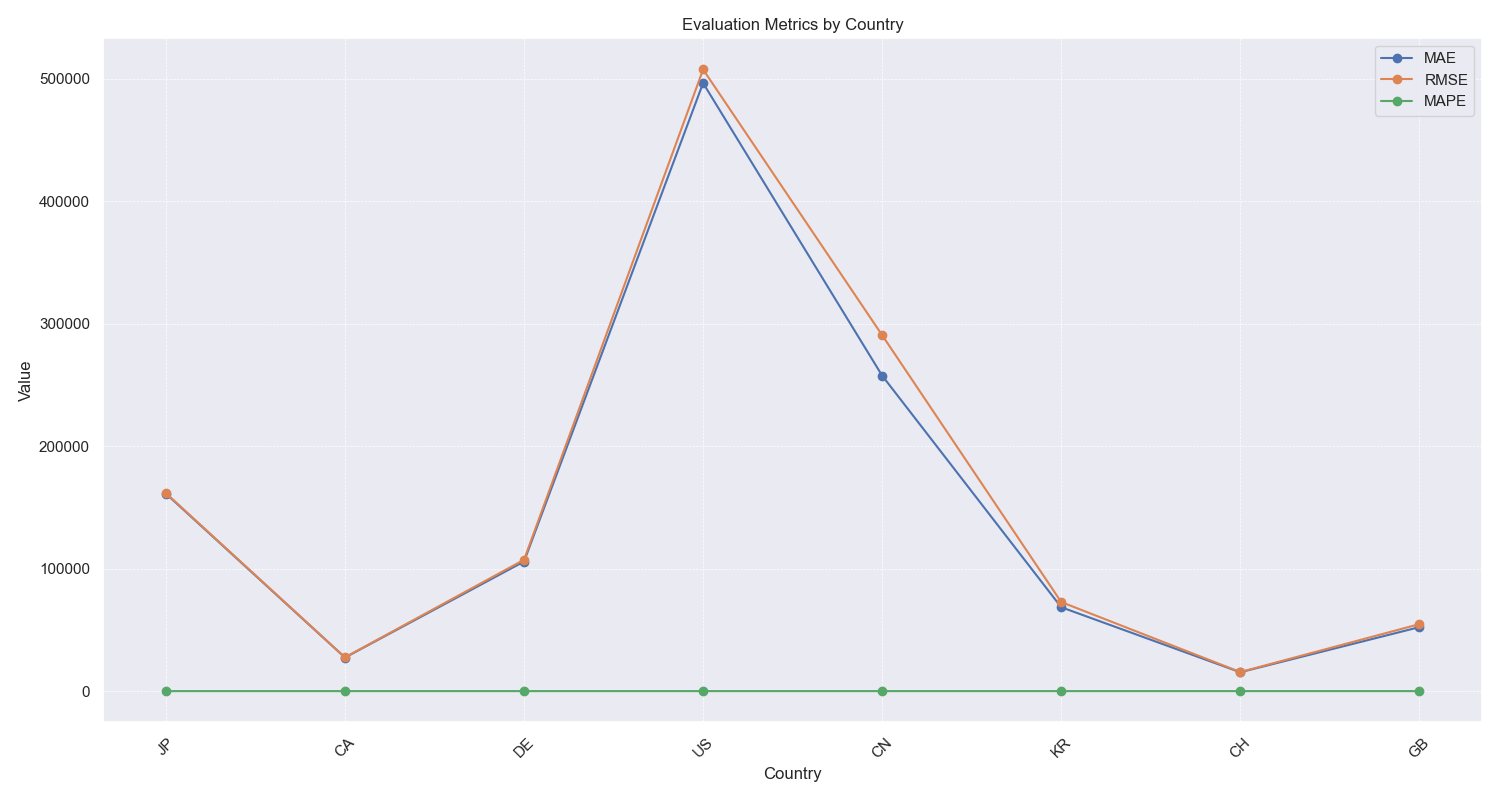 Evaluation Metrics by Country
MAE
RMSE
MAPE
500000
400000
300000
200000
100000
0
Value
JP
CA
DE
US
CN
KR
CH
GB
Country